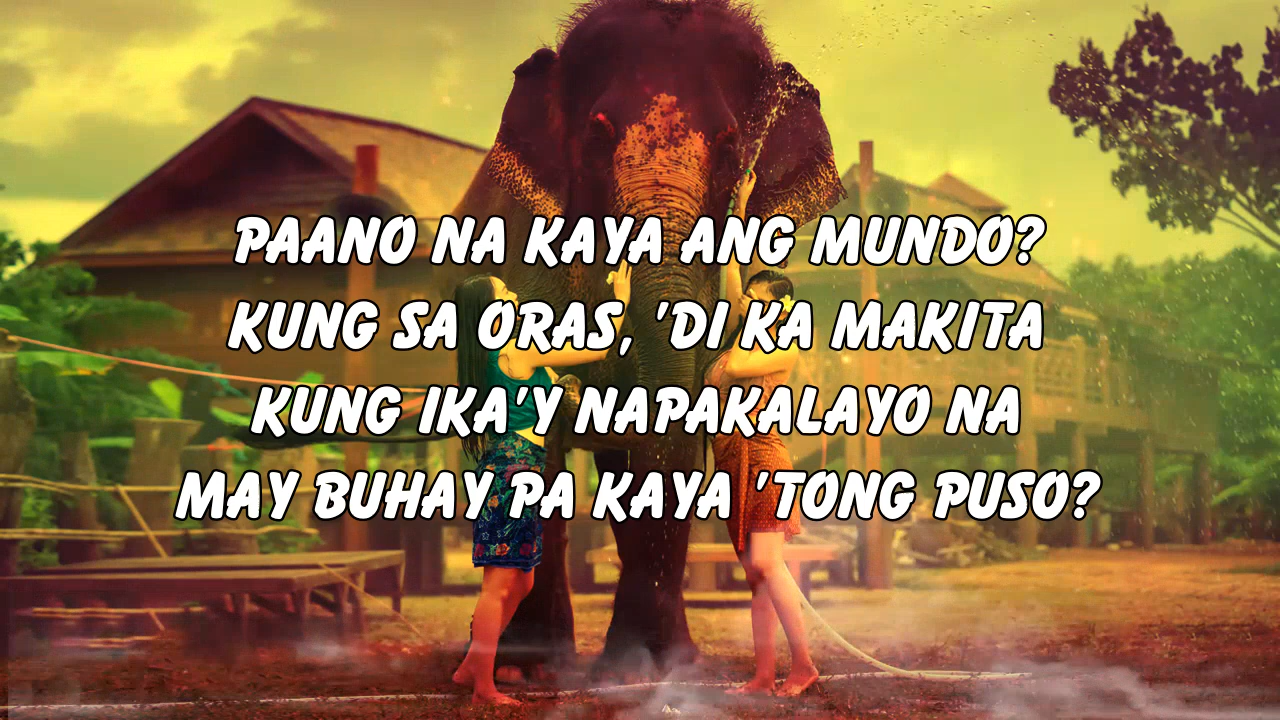 PAANO NA KAYA ANG MUNDO?
KUNG SA ORAS, 'DI KA MAKITA
KUNG IKA'Y NAPAKALAYO NA
MAY BUHAY PA KAYA 'TONG PUSO?